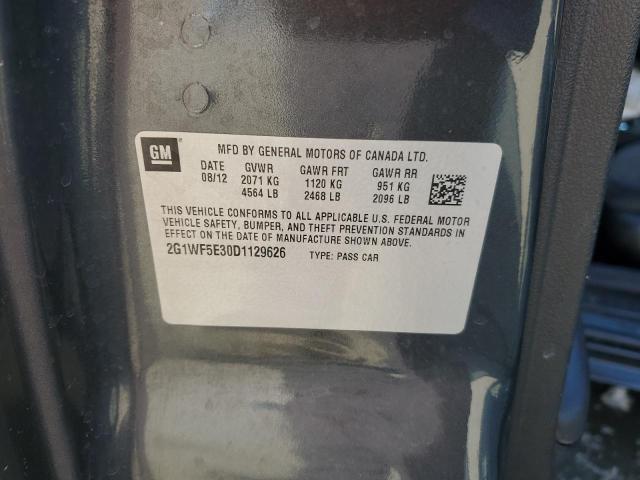 GM
MFD BY GENERAL MOTORS OF CANADA LTD.
DATE GVWR GAWR FRT GAWR RR
08/12 2071 KG 1120 KG 951 KG
4564 LB 2468 LB 2096 LB
THIS VEHICLE CONFORMS TO ALL APPLICABLE U.S. FEDERAL MOTOR
VEHICLE SAFETY, BUMPER, AND THEFT PREVENTION STANDARDS IN
EFFECT ON THE DATE OF MANUFACTURE SHOWN ABOVE.
2G1WF5E30D1129626 TYPE: PASS CAR